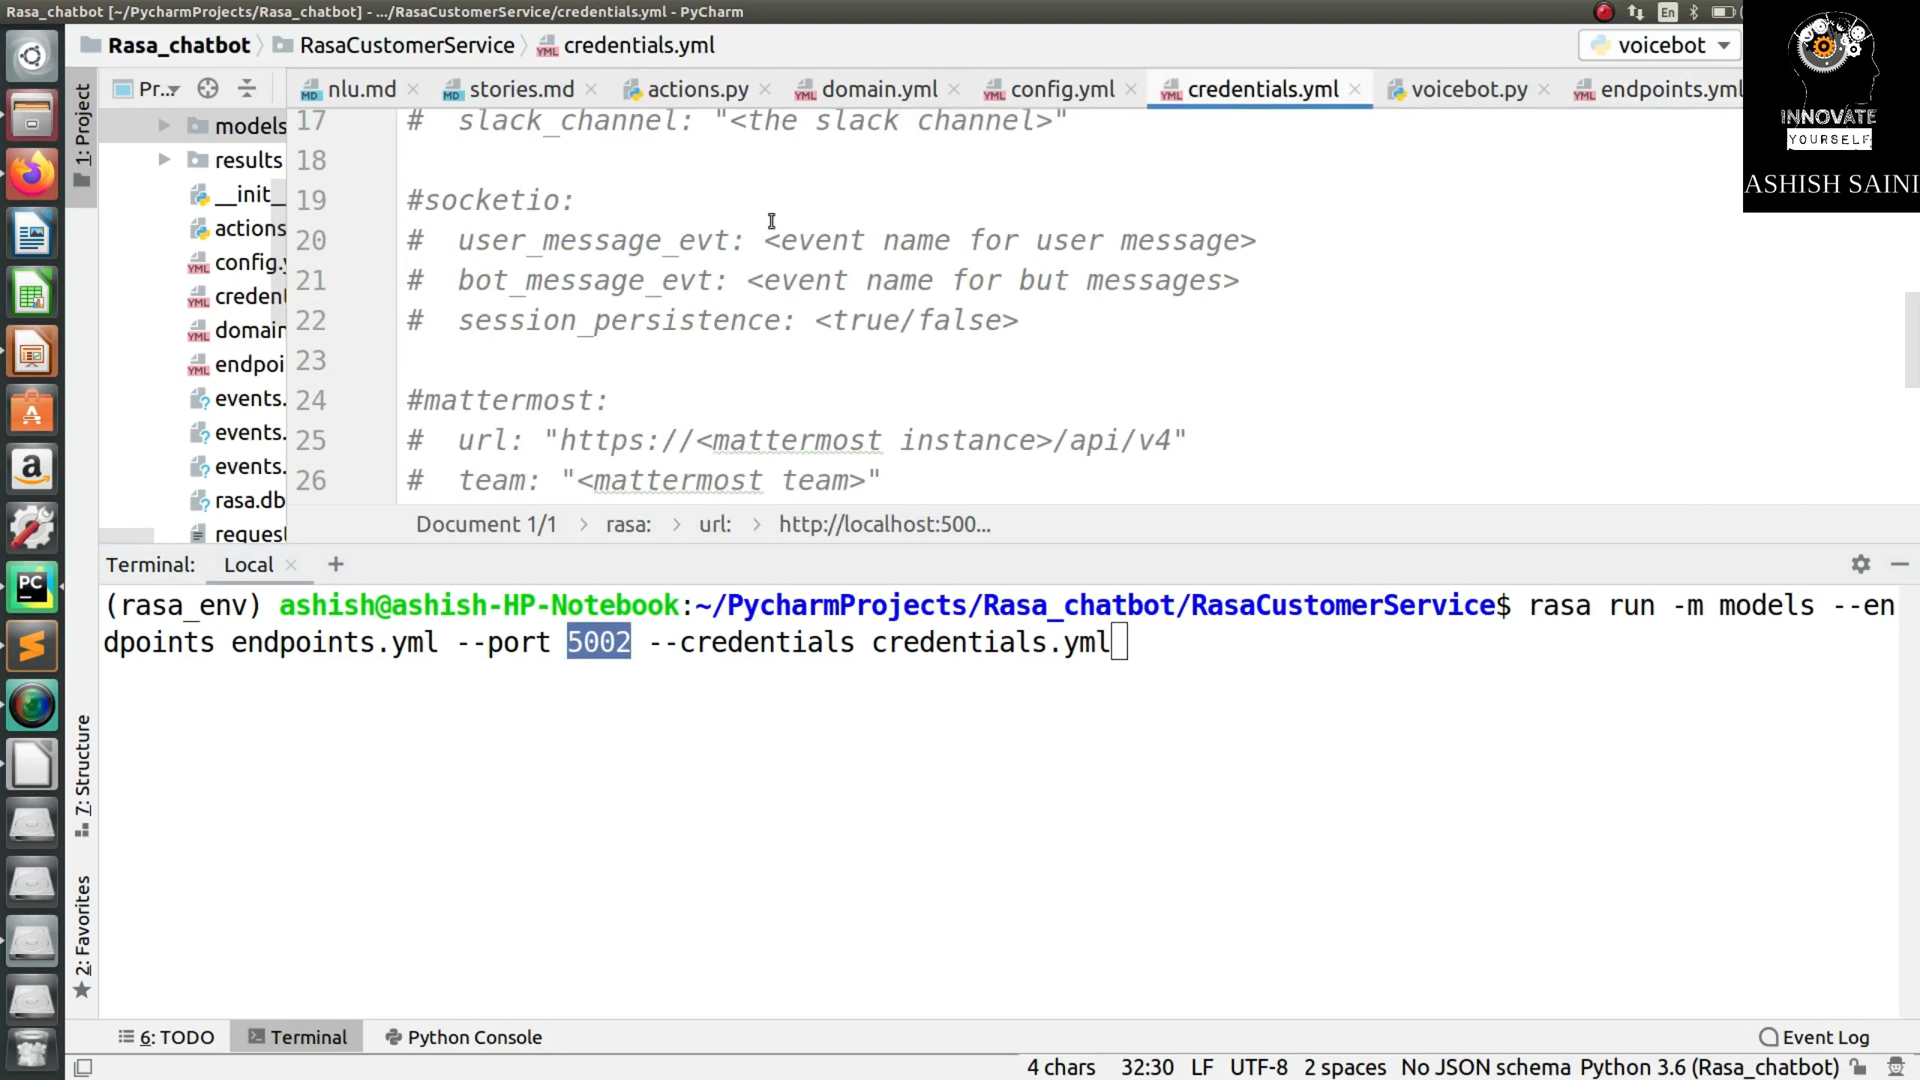 Rasa_chatbot [~/PycharmProjects/Rasa_chatbot] - .../RasaCustomerService/credentials.yml - PyCharm
En
Rasa_chatbot
RasaCustomerService
credentials.yml
voicebot
INNOVATE
YOURSELF
ASHISH SAINI
Pr...
nlu.md
stories.md
actions.py
domain.yml
config.yml
credentials.yml
voicebot.py
endpoints.yml
1: Project
models
results
__init_
actions
config.y
creden
domain
endpoi
events.
events.
events.
rasa.db
request
17 # slack_channel: "<the slack channel>"
18
19 #socketio:
20 # user_message_evt: <event name for user message>
21 # bot_message_evt: <event name for but messages>
22 # session_persistence: <true/false>
23
24 #mattermost:
25 # url: "https://<mattermost instance>/api/v4"
26 # team: "<mattermost team>"
Document 1/1 > rasa: > url: > http://localhost:500...
Terminal: Local
(rasa_env) ashish@ashish-HP-Notebook:~/PycharmProjects/Rasa_chatbot/RasaCustomerService$ rasa run -m models --en
dpoints endpoints.yml --port 5002 --credentials credentials.yml
7: Structure
2: Favorites
6: TODO
Terminal
Python Console
Event Log
4 chars 32:30 LF UTF-8 2 spaces No JSON schema Python 3.6 (Rasa_chatbot)